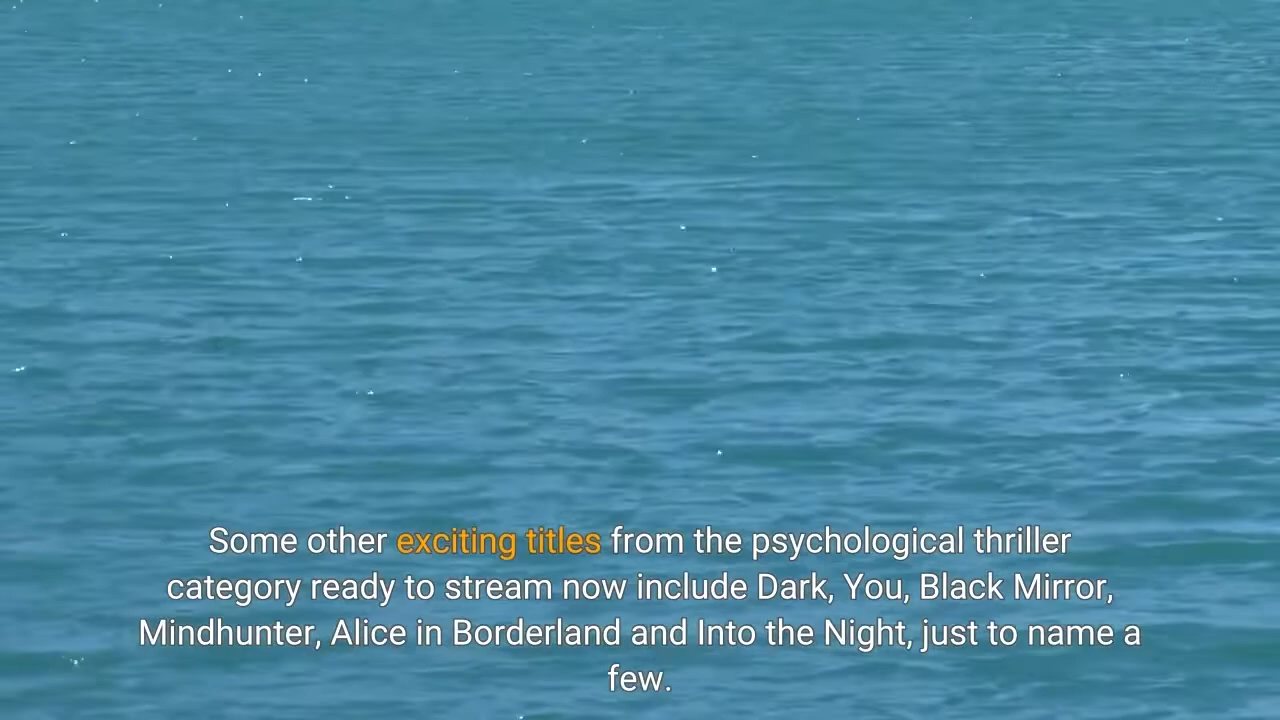 Some other exciting titles from the psychological thriller
category ready to stream now include Dark, You, Black Mirror,
Mindhunter, Alice in Borderland and Into the Night, just to name a
few.